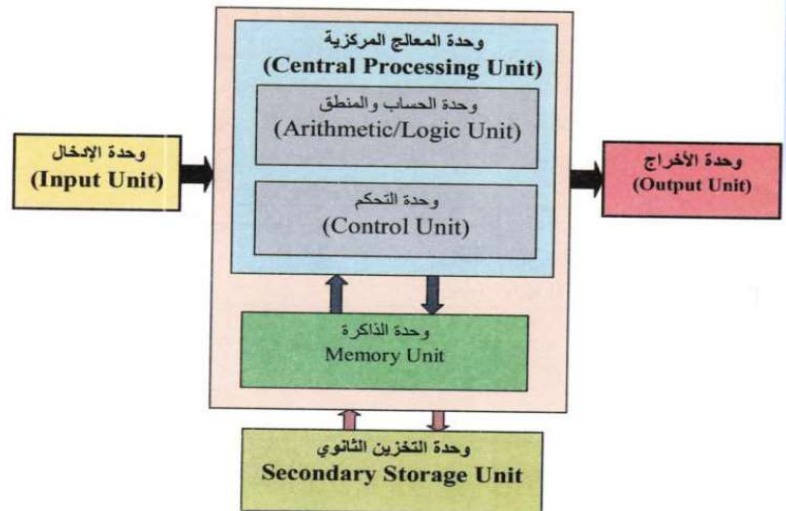 وحدة المعالج المركزية
(Central Processing Unit)
وحدة الحساب والمنطق
(Arithmetic/Logic Unit)
وحدة الإدخال
(Input Unit)
وحدة الأخراج
(Output Unit)
وحدة التحكم
(Control Unit)
وحدة الذاكرة
Memory Unit
وحدة التخزين الثانوي
Secondary Storage Unit